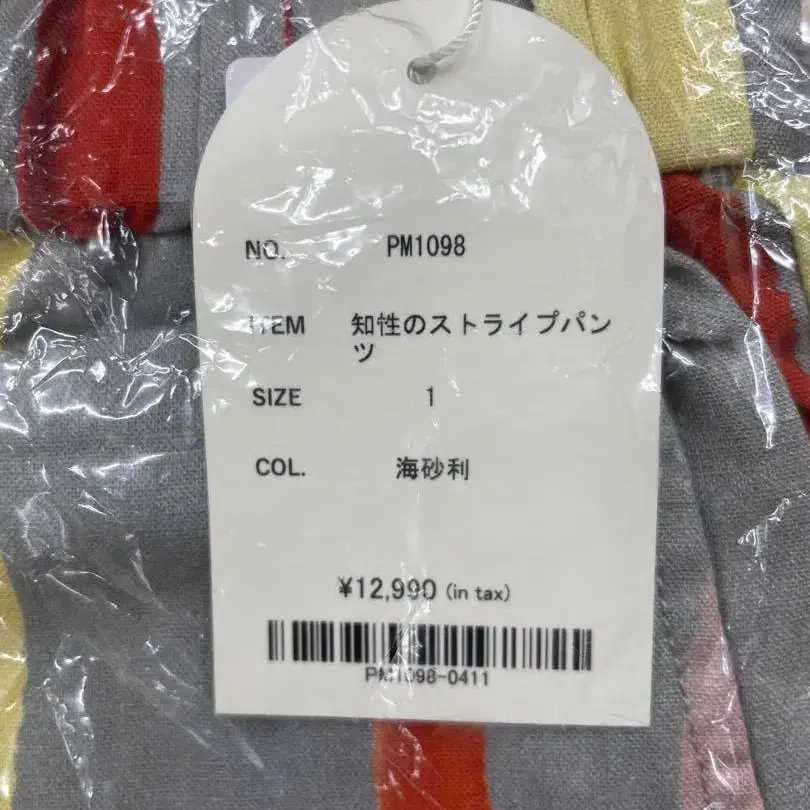 NO. PM1098
ITEM 知性のストライプパン
ツ
SIZE 1
COL. 海砂利
¥12,990 (in tax)
PM1098-0411